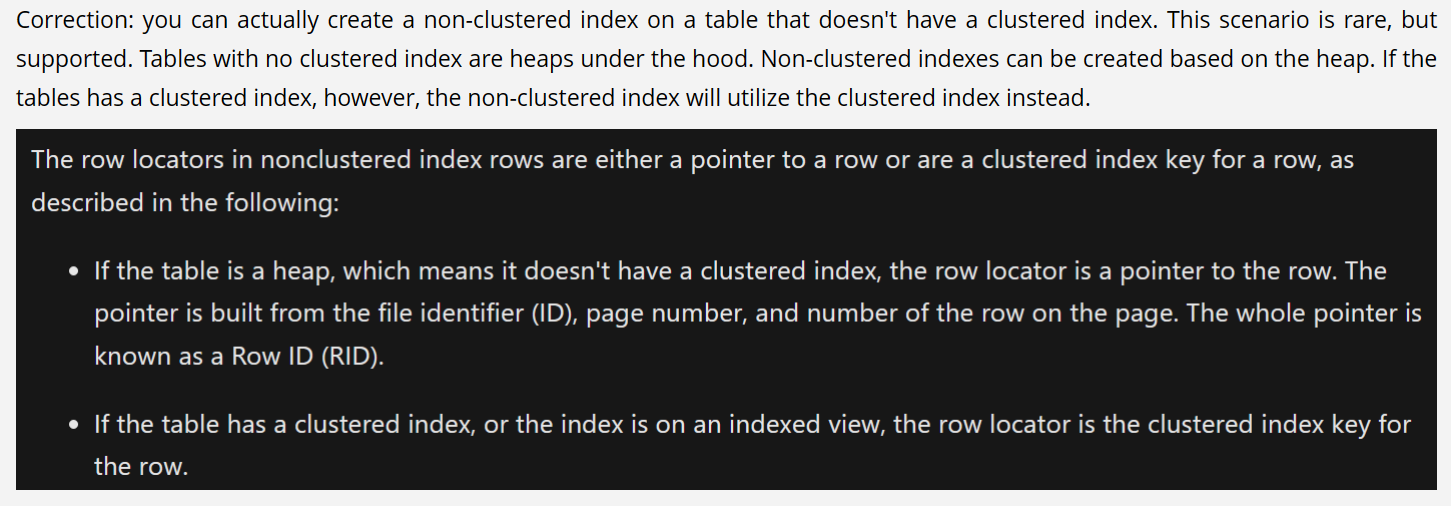 Correction: you can actually create a non-clustered index on a table that doesn't have a clustered index. This scenario is rare, but
supported. Tables with no clustered index are heaps under the hood. Non-clustered indexes can be created based on the heap. If the
tables has a clustered index, however, the non-clustered index will utilize the clustered index instead.
The row locators in nonclustered index rows are either a pointer to a row or are a clustered index key for a row, as
described in the following:
• If the table is a heap, which means it doesn't have a clustered index, the row locator is a pointer to the row. The
pointer is built from the file identifier (ID), page number, and number of the row on the page. The whole pointer is
known as a Row ID (RID).
• If the table has a clustered index, or the index is on an indexed view, the row locator is the clustered index key for
the row.